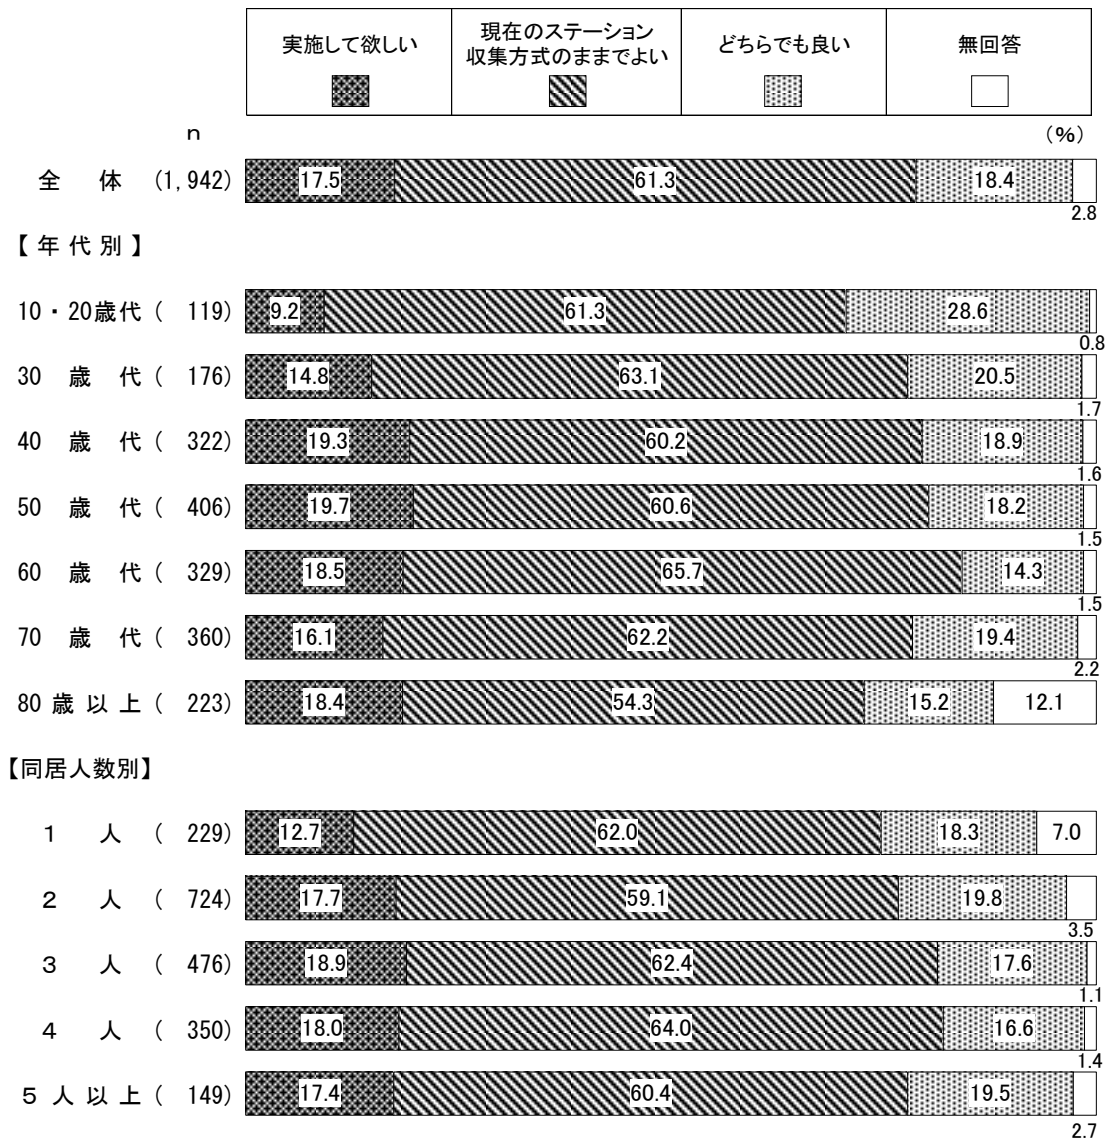 実施して欲しい
現在のステーション
収集方式のままでよい
どちらでも良い
無回答
n
(%)
全 体 (1,942) 17.5 61.3 18.4 2.8
【年代別】
10・20歳代 ( 119) 9.2 61.3 28.6 0.8
30 歳 代 ( 176) 14.8 63.1 20.5 1.7
40 歳 代 ( 322) 19.3 60.2 18.9 1.6
50 歳 代 ( 406) 19.7 60.6 18.2 1.5
60 歳 代 ( 329) 18.5 65.7 14.3 1.5
70 歳 代 ( 360) 16.1 62.2 19.4 2.2
80 歳 以 上 ( 223) 18.4 54.3 15.2 12.1
【同居人数別】
1 人 ( 229) 12.7 62.0 18.3 7.0
2 人 ( 724) 17.7 59.1 19.8 3.5
3 人 ( 476) 18.9 62.4 17.6 1.1
4 人 ( 350) 18.0 64.0 16.6 1.4
5 人 以 上 ( 149) 17.4 60.4 19.5 2.7